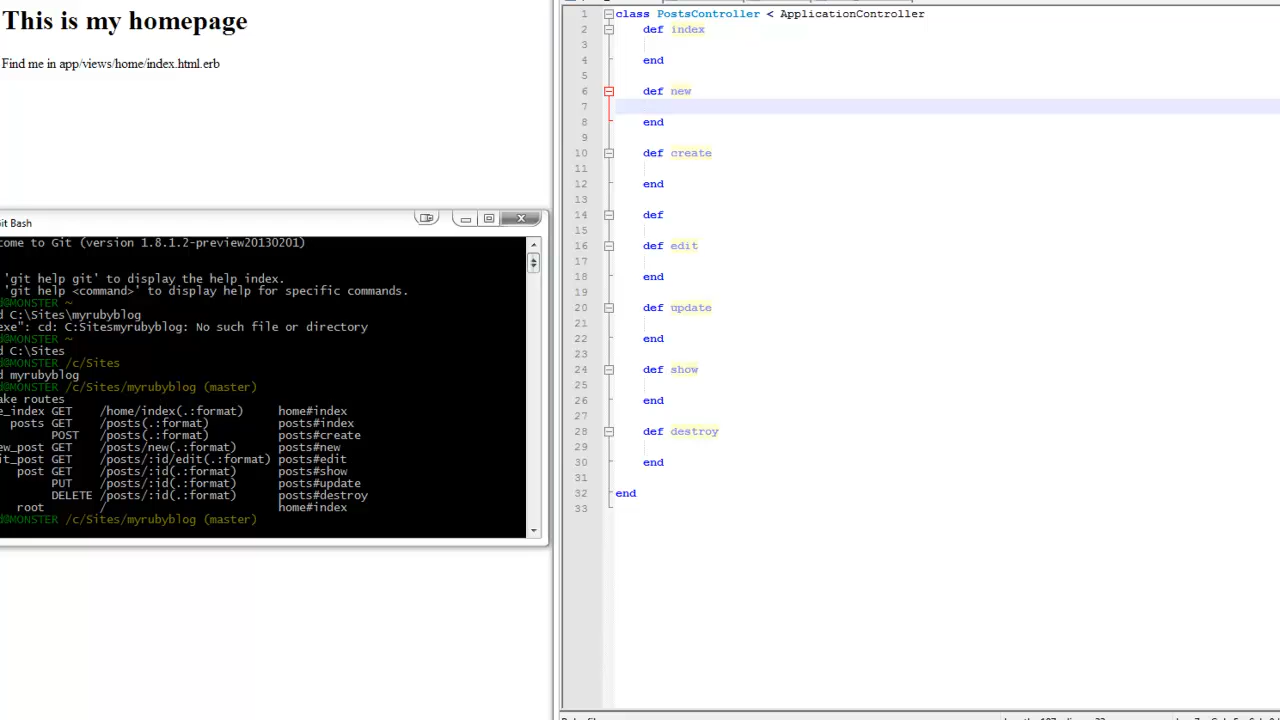 This is my homepage
Find me in app/views/home/index.html.erb
it Bash
come to Git (version 1.8.1.2-preview20130201)
'git help git' to display the help index.
'git help <command>' to display help for specific commands.
d@MONSTER ~
d C:\Sites\myrubyblog
exe": cd: C:Sitesmyrubyblog: No such file or directory
d@MONSTER ~
d C:\Sites
d@MONSTER /c/Sites
d myrubyblog
d@MONSTER /c/Sites/myrubyblog (master)
ake routes
e_index GET /home/index(.:format) home#index
posts GET /posts(.:format) posts#index
POST /posts(.:format) posts#create
ew_post GET /posts/new(.:format) posts#new
it_post GET /posts/:id/edit(.:format) posts#edit
post GET /posts/:id(.:format) posts#show
PUT /posts/:id(.:format) posts#update
DELETE /posts/:id(.:format) posts#destroy
root / home#index
d@MONSTER /c/Sites/myrubyblog (master)
1 class PostsController < ApplicationController
2 def index
3
4 end
5
6 def new
7
8 end
9
10 def create
11
12 end
13
14 def
15
16 def edit
17
18 end
19
20 def update
21
22 end
23
24 def show
25
26 end
27
28 def destroy
29
30 end
31
32 end
33